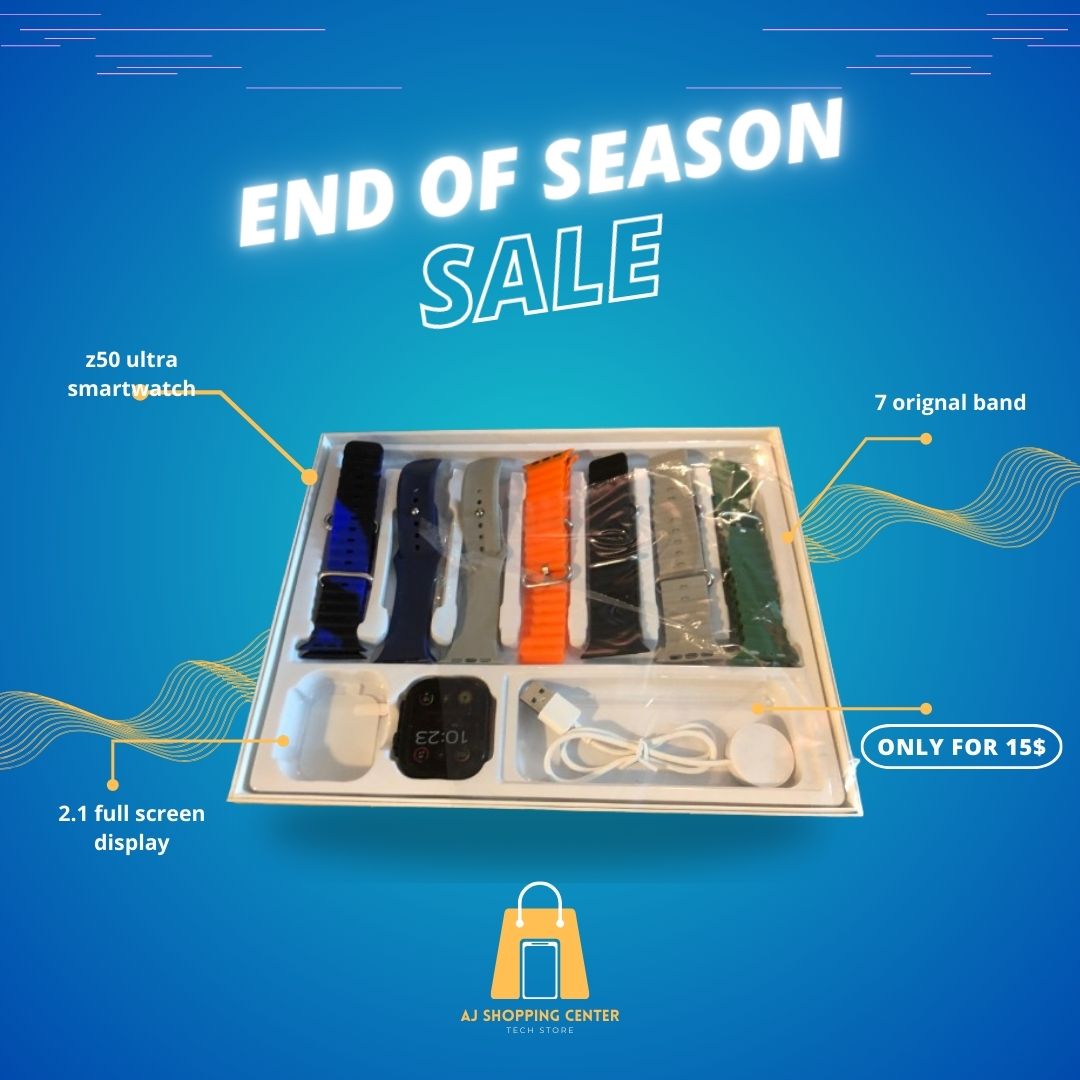 END OF SEASON
SALE
z50 ultra
smartwatch
7 orignal band
10:23
ONLY FOR 15$
2.1 full screen
display
AJ SHOPPING CENTER
TECH STORE